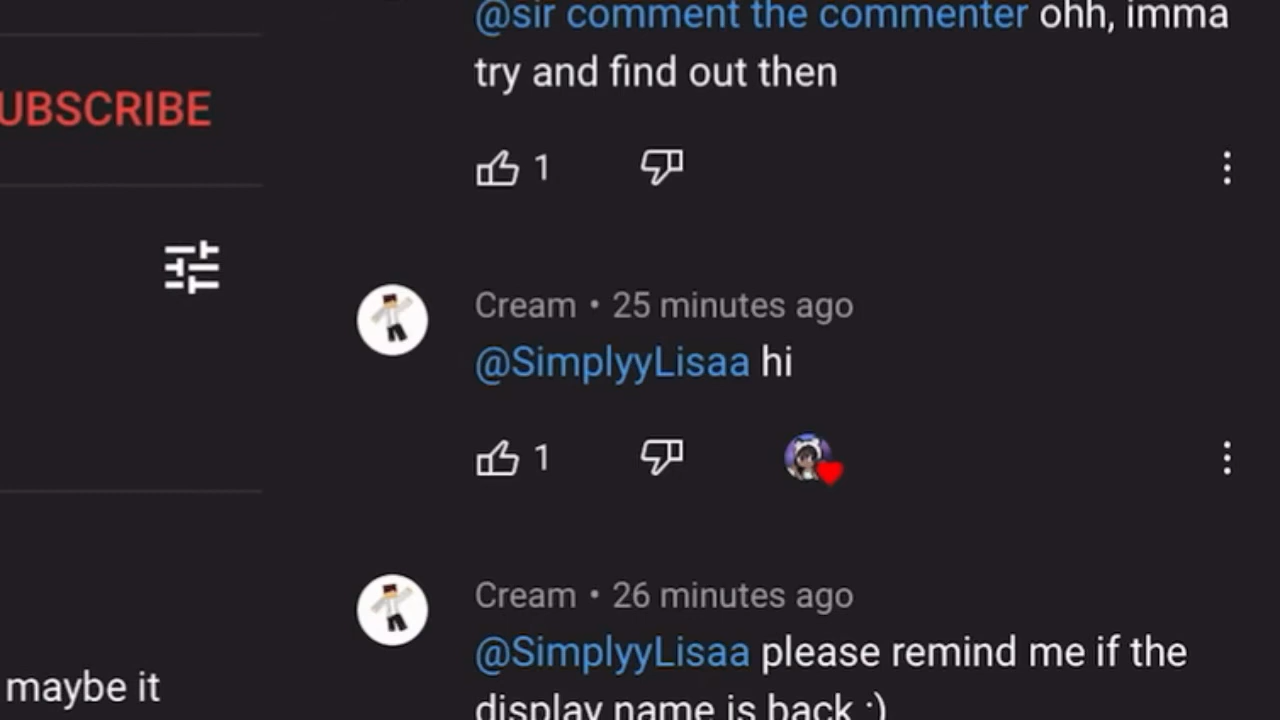 @sir comment the commenter ohh, imma
try and find out then
UBSCRIBE
1
Cream • 25 minutes ago
@SimplyyLisaa hi
1
Cream • 26 minutes ago
@SimplyyLisaa please remind me if the
maybe it
display name is back :)